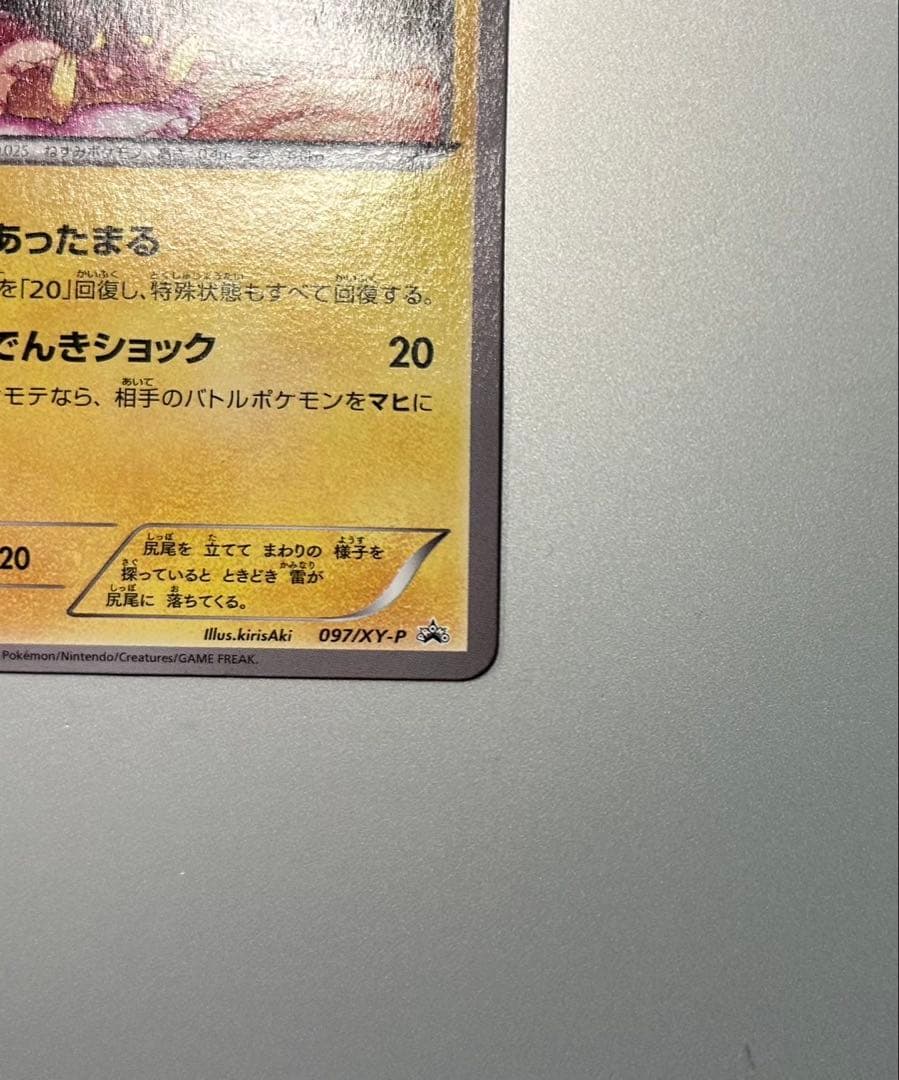 ねずみポケモン 高さ 0.4m
あったまる
を「20」回復し、特殊状態もすべて回復する。
でんきショック 20
モテなら、相手のバトルポケモンをマヒに
20
尻尾を 立てて まわりの 様子を
探っていると ときどき 雷が
尻尾に 落ちてくる。
Illus.kirisAki 097/XY-P
Pokémon/Nintendo/Creatures/GAME FREAK.